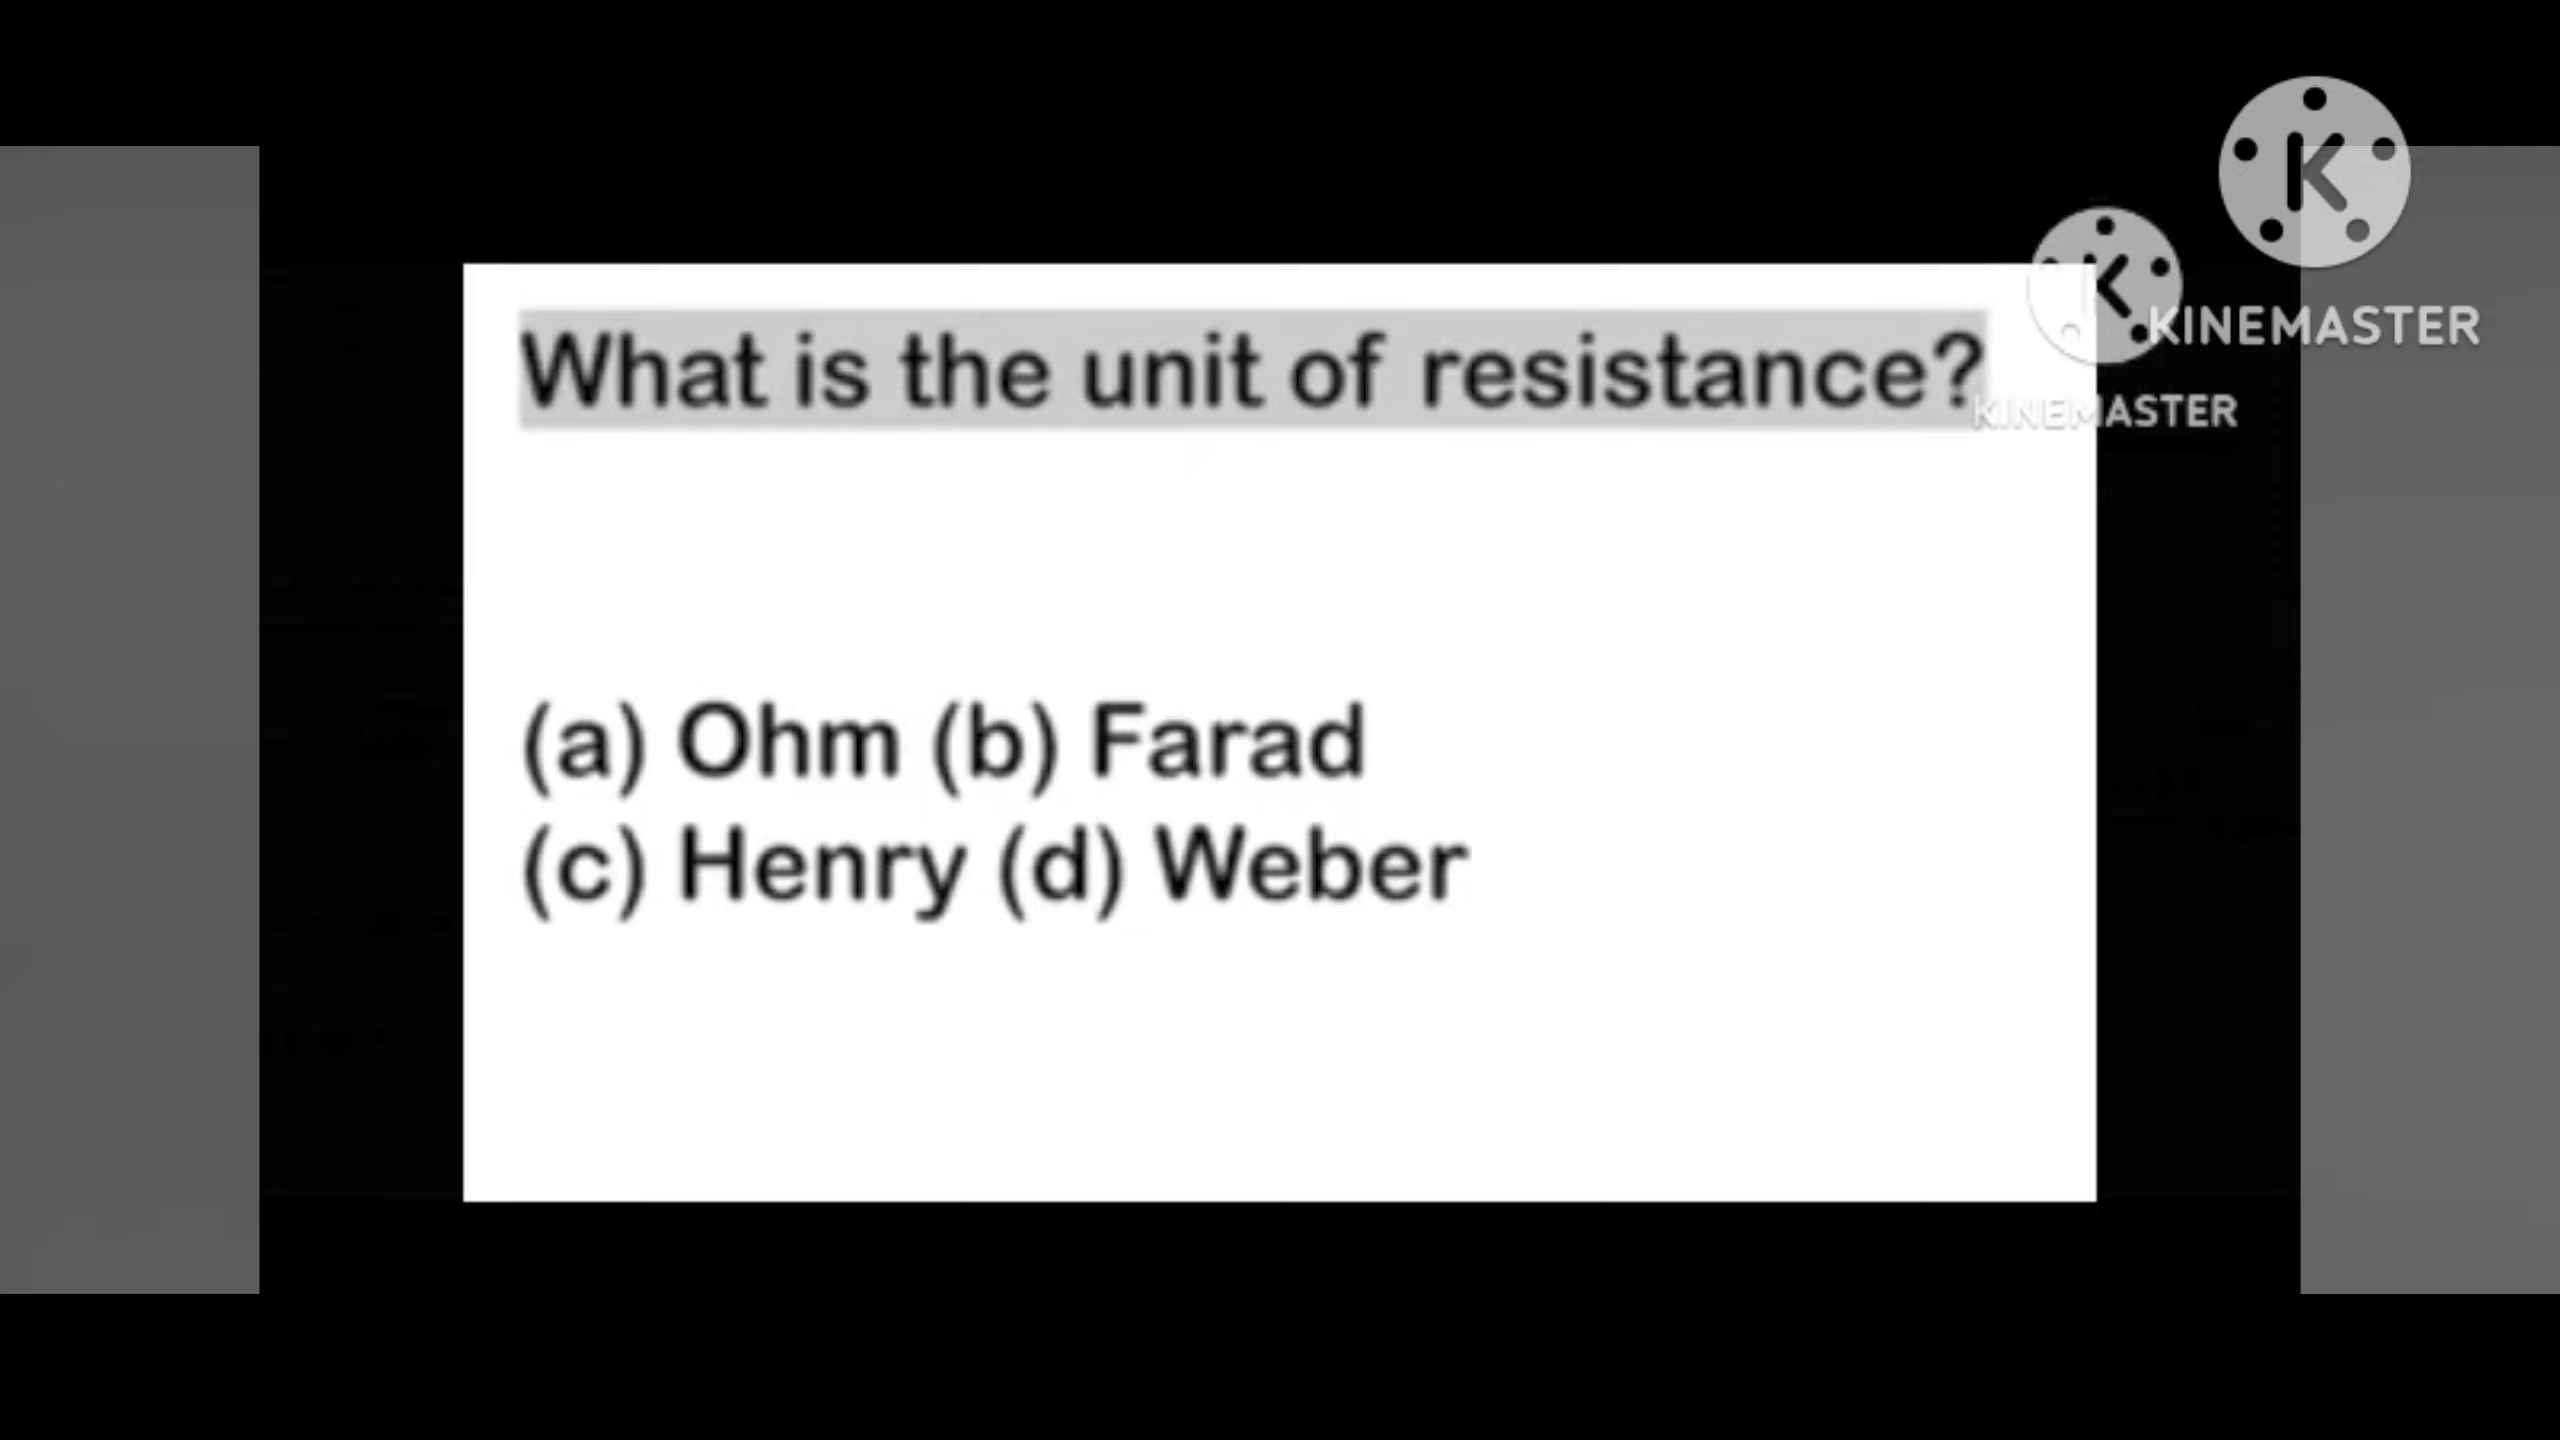 What is the unit of resistance?
(a) Ohm (b) Farad
(c) Henry (d) Weber
K
KINEMASTER
K
KINEMASTER